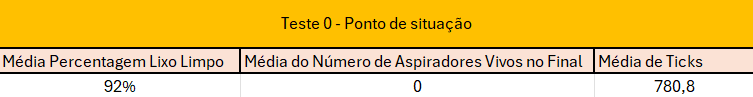 Teste 0 - Ponto de situação
Média Percentagem Lixo Limpo Média do Número de Aspiradores Vivos no Final Média de Ticks
92% 0 780,8